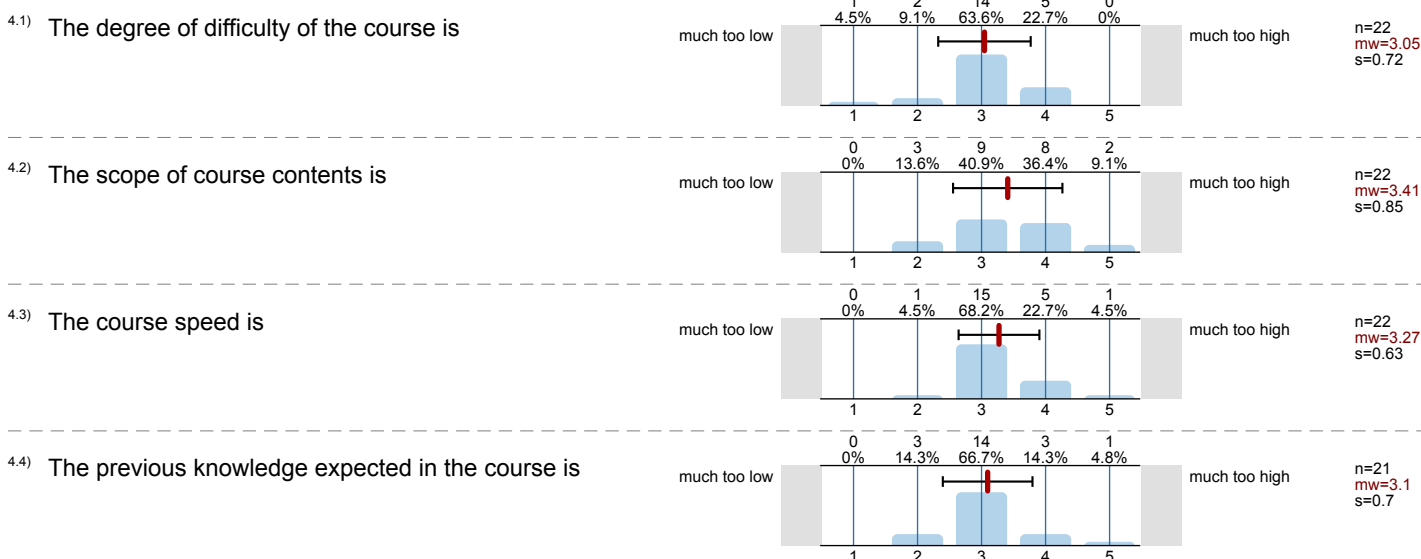 1 2 14 5 0
4.5% 9.1% 63.6% 22.7% 0%
4.1) The degree of difficulty of the course is
much too low
much too high
n=22
mw=3.05
s=0.72
1 2 3 4 5
0 3 9 8 2
0% 13.6% 40.9% 36.4% 9.1%
4.2) The scope of course contents is
much too low
much too high
n=22
mw=3.41
s=0.85
1 2 3 4 5
0 1 15 5 1
0% 4.5% 68.2% 22.7% 4.5%
4.3) The course speed is
much too low
much too high
n=22
mw=3.27
s=0.63
1 2 3 4 5
0 3 14 3 1
0% 14.3% 66.7% 14.3% 4.8%
4.4) The previous knowledge expected in the course is
much too low
much too high
n=21
mw=3.1
s=0.7
1 2 3 4 5